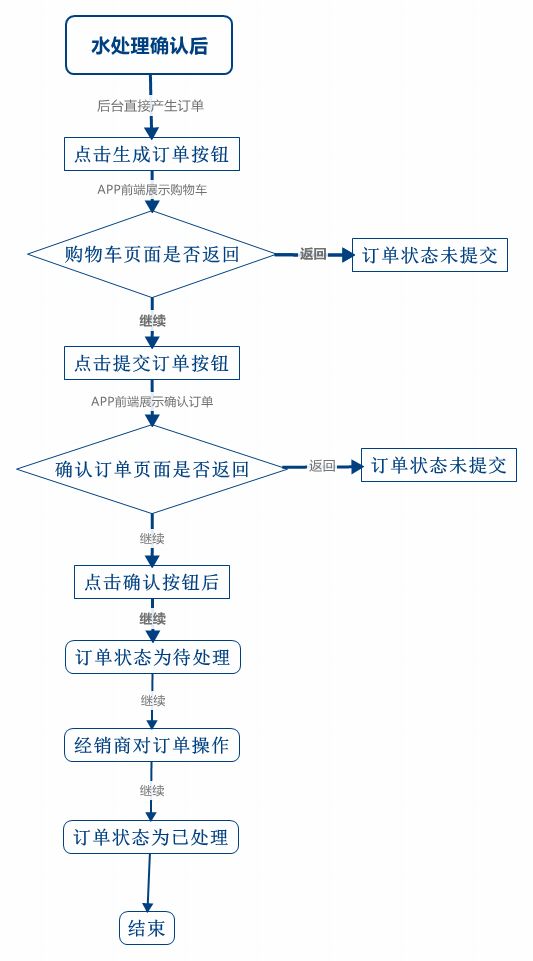 水处理确认后
后台直接产生订单
点击生成订单按钮
APP前端展示购物车
购物车页面是否返回
返回
订单状态未提交
继续
点击提交订单按钮
APP前端展示确认订单
确认订单页面是否返回
返回
订单状态未提交
继续
点击确认按钮后
继续
订单状态为待处理
继续
经销商对订单操作
继续
订单状态为已处理
结束